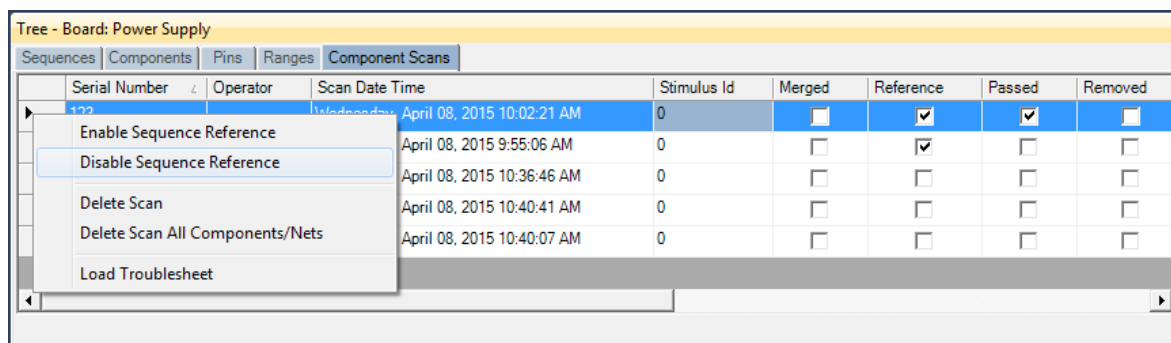 Tree - Board: Power Supply
Sequences Components Pins Ranges Component Scans
Serial Number Operator Scan Date Time Stimulus Id Merged Reference Passed Removed
122 Wednesday, April 08, 2015 10:02:21 AM 0
Enable Sequence Reference
April 08, 2015 9:55:06 AM 0
Disable Sequence Reference
April 08, 2015 10:36:46 AM 0
Delete Scan
April 08, 2015 10:40:41 AM 0
Delete Scan All Components/Nets
April 08, 2015 10:40:07 AM 0
Load Troublesheet